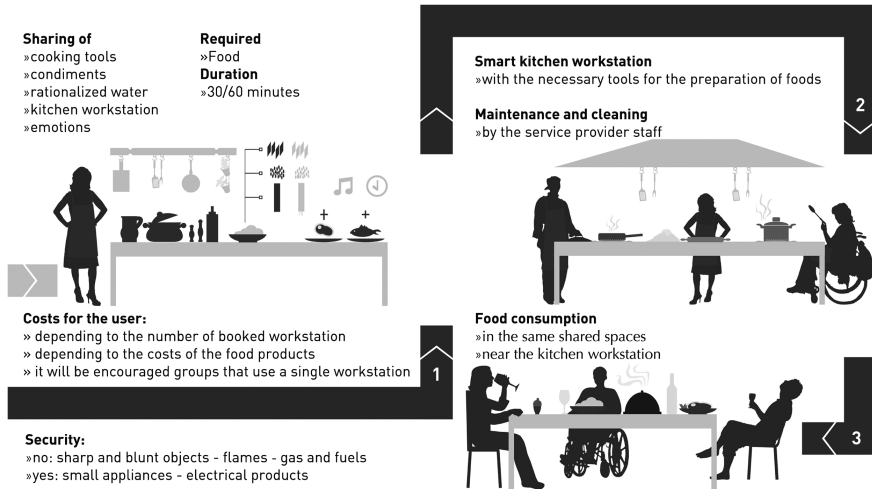 Sharing of
»cooking tools
»condiments
»rationalized water
»kitchen workstation
»emotions
Required
»Food
Duration
»30/60 minutes
Costs for the user:
» depending to the number of booked workstation
» depending to the costs of the food products
» it will be encouraged groups that use a single workstation
1
Security:
»no: sharp and blunt objects - flames - gas and fuels
»yes: small appliances - electrical products
Smart kitchen workstation
»with the necessary tools for the preparation of foods
Maintenance and cleaning
»by the service provider staff
2
Food consumption
»in the same shared spaces
»near the kitchen workstation
3
+
+